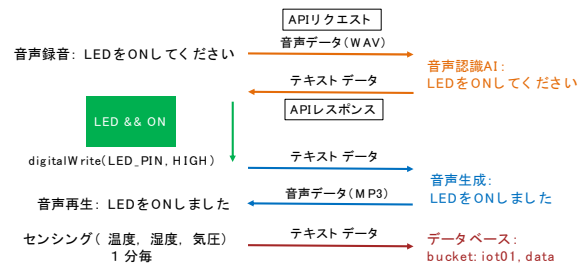 APIリクエスト
音声録音: LEDをONしてください
音声データ(WAV)
音声認識AI:
LEDをONしてください
テキストデータ
APIレスポンス
LED && ON
digitalWrite(LED_PIN, HIGH)
テキストデータ
音声生成:
LEDをONしました
音声再生: LEDをONしました
音声データ(MP3)
センシング( 温度, 湿度, 気圧)
1分毎
テキストデータ
データベース:
bucket: iot01, data